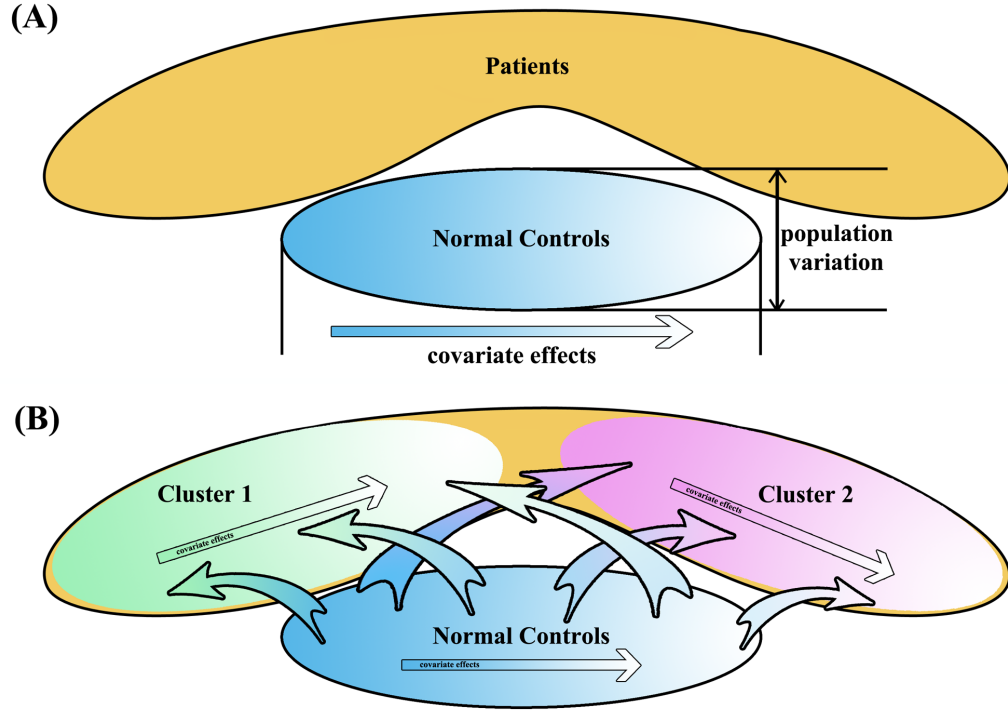 (A)
Patients
Normal Controls
population
variation
covariate effects
(B)
Cluster 1
covariate effects
Cluster 2
covariate effects
Normal Controls
covariate effects